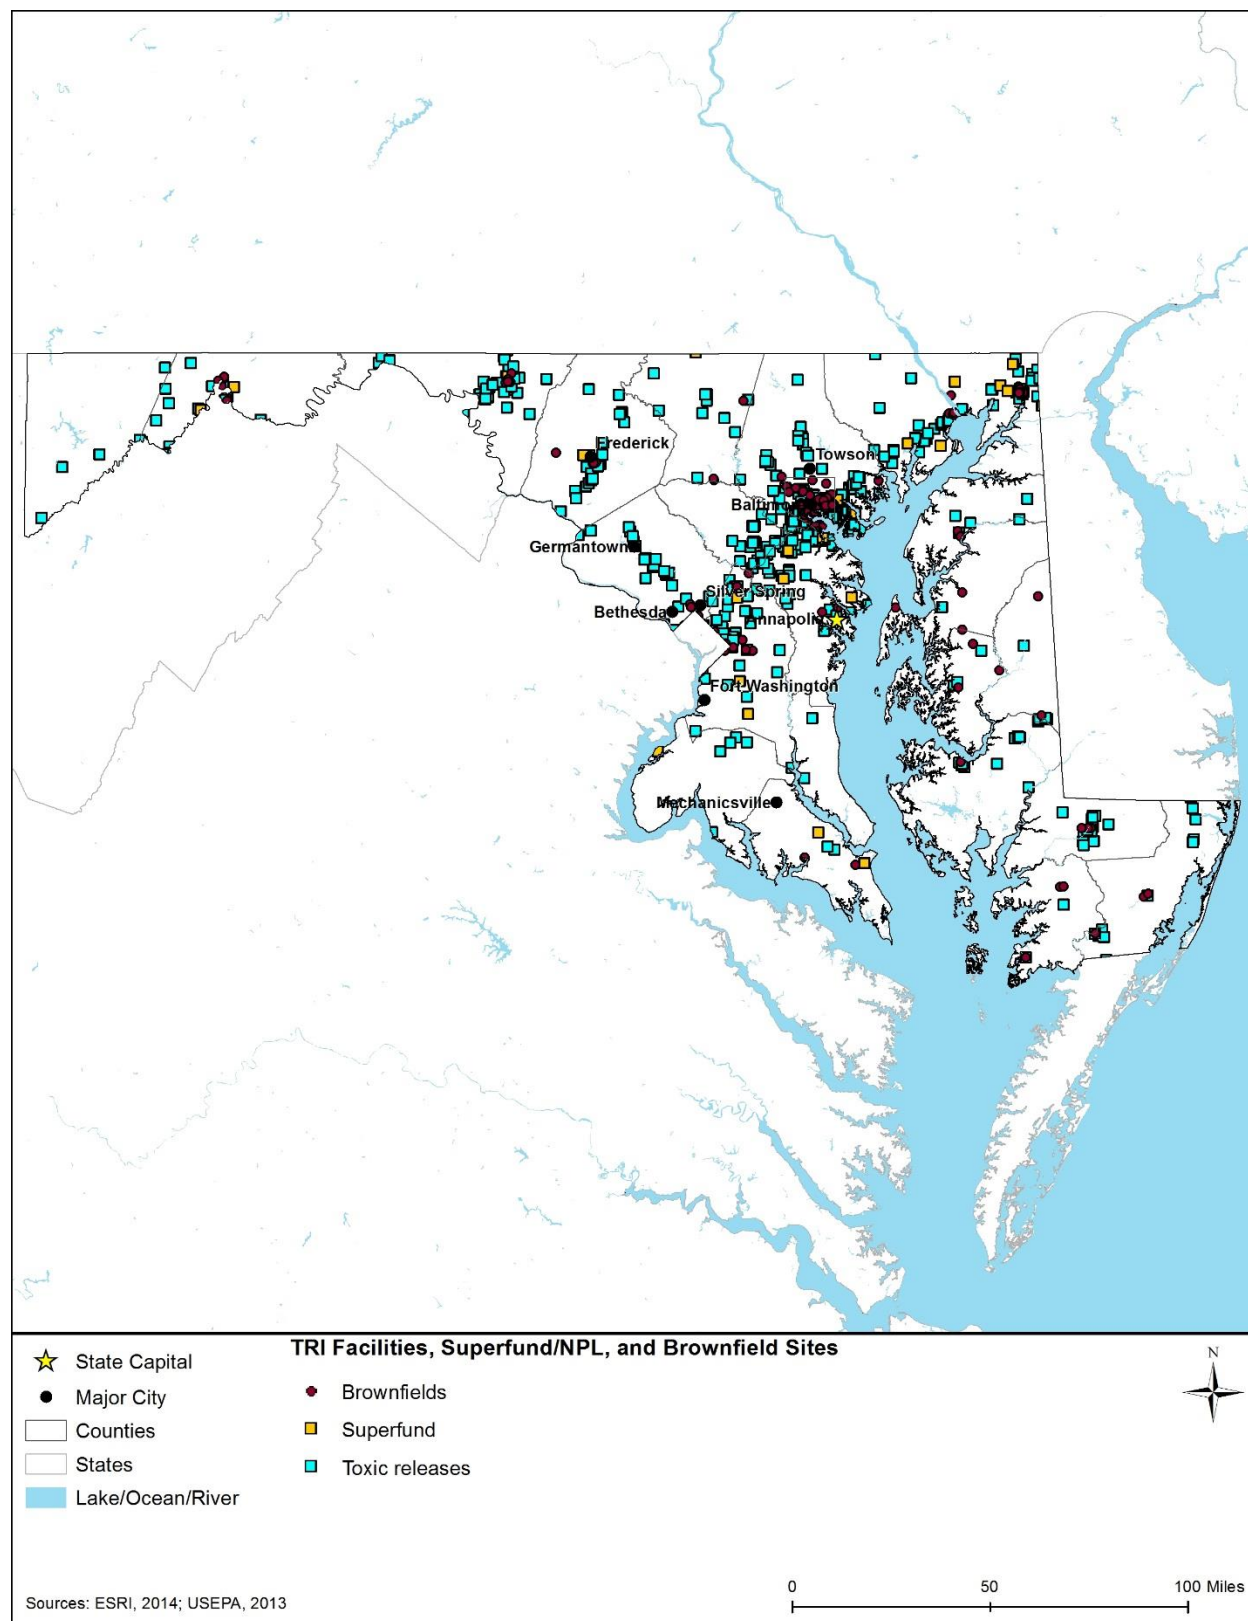 Frederick
Towson
Baltimore
Germantown
Silver Spring
Bethesda
Annapolis
Fort Washington
Mechanicsville
TRI Facilities, Superfund/NPL, and Brownfield Sites
State Capital
Major City
Counties
States
Lake/Ocean/River
Brownfields
Superfund
Toxic releases
N
0 50 100 Miles
Sources: ESRI, 2014; USEPA, 2013